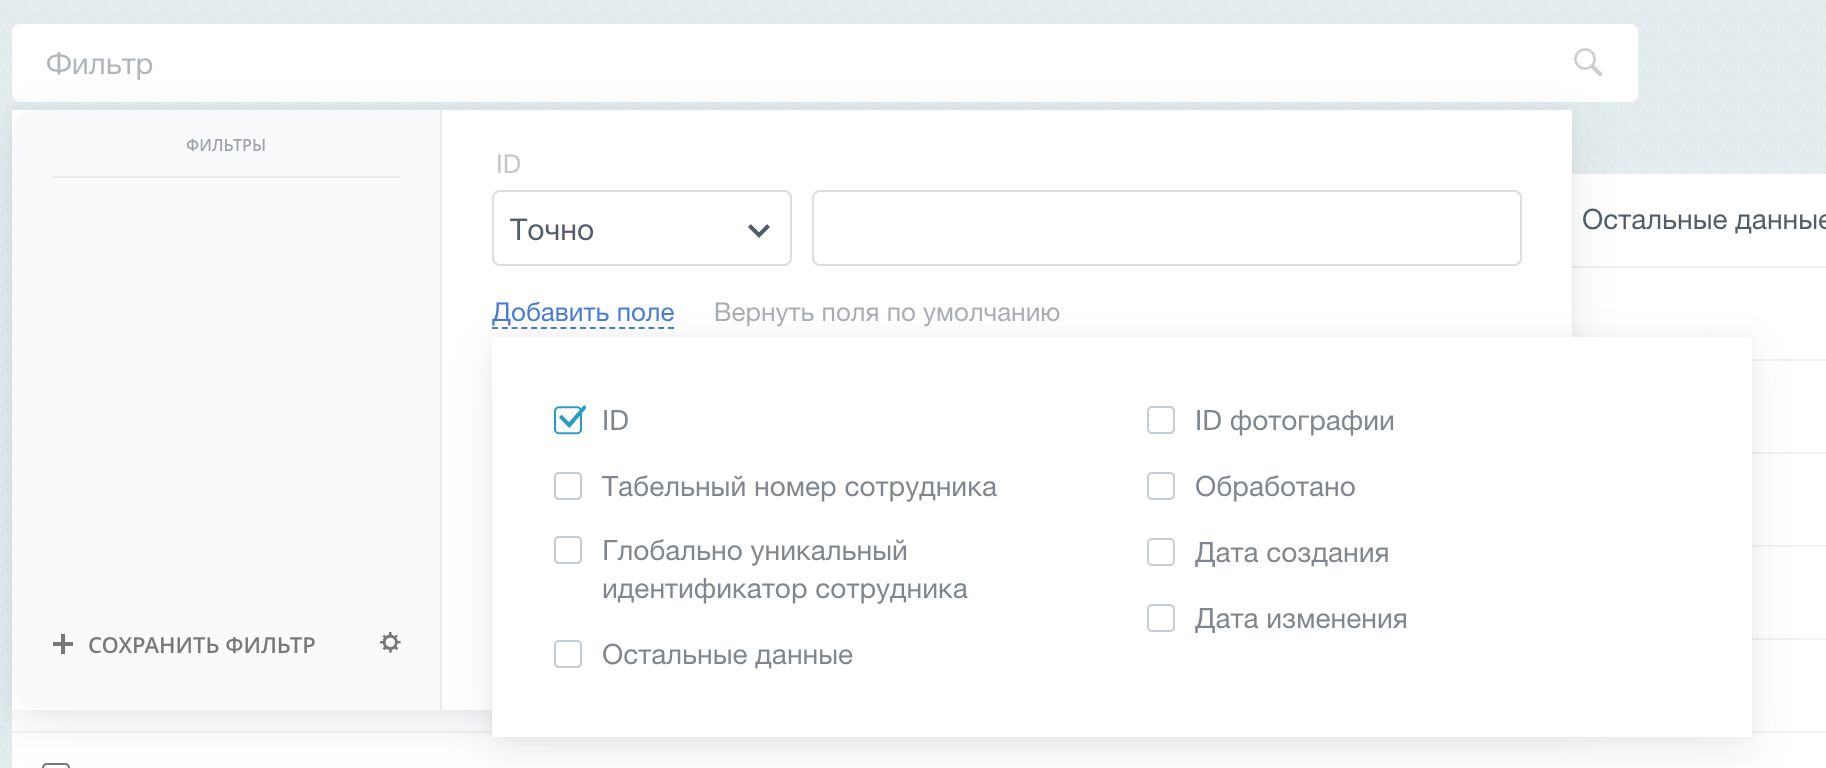 Фильтр
ФИЛЬТРЫ
ID
Точно
Остальные данные
Добавить поле
Вернуть поля по умолчанию
ID
Табельный номер сотрудника
Глобально уникальный
идентификатор сотрудника
Остальные данные
ID фотографии
Обработано
Дата создания
Дата изменения
СОХРАНИТЬ ФИЛЬТР